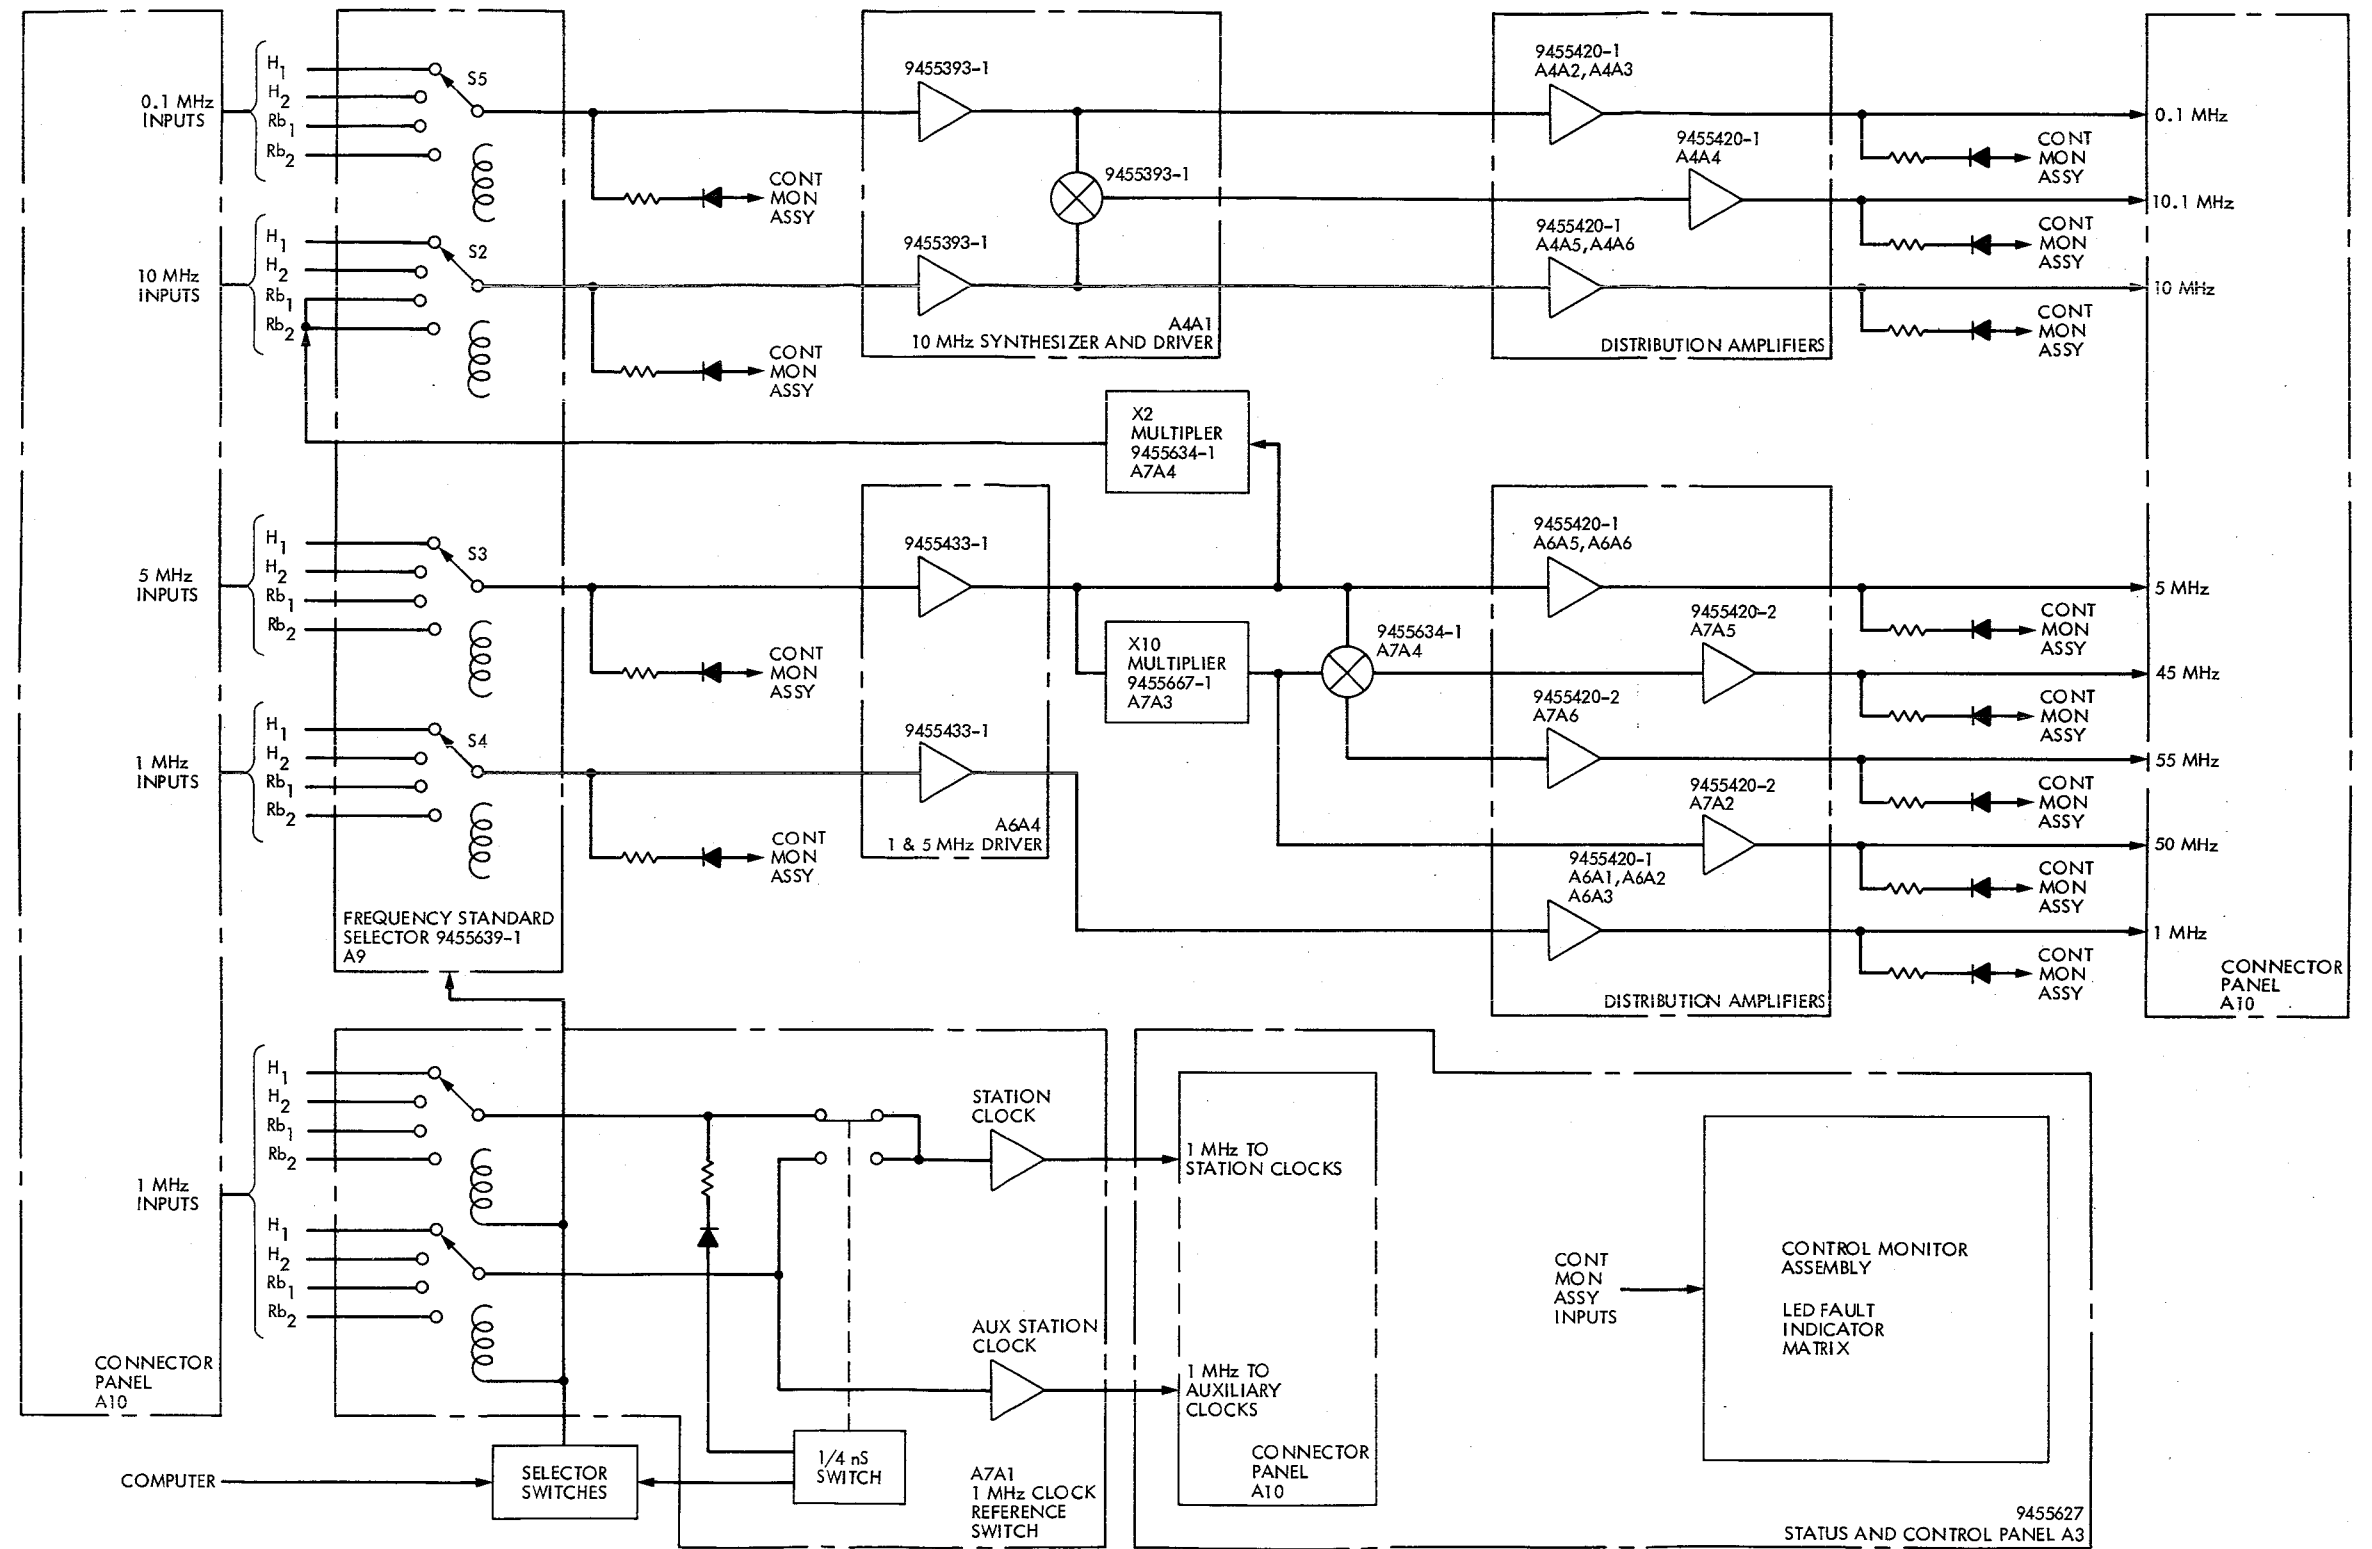 0.1 MHz
INPUTS
H1
H2
Rb1
Rb2
S5
CONT
MON
ASSY
9455393-1
9455393-1
9455420-1
A4A2, A4A3
9455420-1
A4A4
CONT
MON
ASSY
0.1 MHz
10.1 MHz
10 MHz
INPUTS
H1
H2
Rb1
Rb2
S2
CONT
MON
ASSY
9455393-1
A4A1
10 MHz SYNTHESIZER AND DRIVER
9455420-1
A4A5, A4A6
DISTRIBUTION AMPLIFIERS
CONT
MON
ASSY
10 MHz
CONT
MON
ASSY
X2
MULTIPLER
9455634-1
A7A4
5 MHz
INPUTS
H1
H2
Rb1
Rb2
S3
CONT
MON
ASSY
9455433-1
X10
MULTIPLIER
9455667-1
A7A3
9455634-1
A7A4
9455420-1
A6A5, A6A6
9455420-2
A7A5
5 MHz
CONT
MON
ASSY
45 MHz
CONT
MON
ASSY
1 MHz
INPUTS
H1
H2
Rb1
Rb2
S4
CONT
MON
ASSY
9455433-1
A6A4
1 & 5 MHz DRIVER
9455420-2
A7A6
55 MHz
CONT
MON
ASSY
9455420-2
A7A2
50 MHz
CONT
MON
ASSY
9455420-1
A6A1, A6A2
A6A3
1 MHz
CONT
MON
ASSY
DISTRIBUTION AMPLIFIERS
CONNECTOR
PANEL
A10
FREQUENCY STANDARD
SELECTOR 9455639-1
A9
1 MHz
INPUTS
H1
H2
Rb1
Rb2
H1
H2
Rb1
Rb2
STATION
CLOCK
AUX STATION
CLOCK
1 MHz TO
STATION CLOCKS
1 MHz TO
AUXILIARY
CLOCKS
CONNECTOR
PANEL
A10
CONT
MON
ASSY
INPUTS
CONTROL MONITOR
ASSEMBLY
LED FAULT
INDICATOR
MATRIX
CONNECTOR
PANEL
A10
COMPUTER
SELECTOR
SWITCHES
1/4 nS
SWITCH
A7A1
1 MHz CLOCK
REFERENCE
SWITCH
9455627
STATUS AND CONTROL PANEL A3